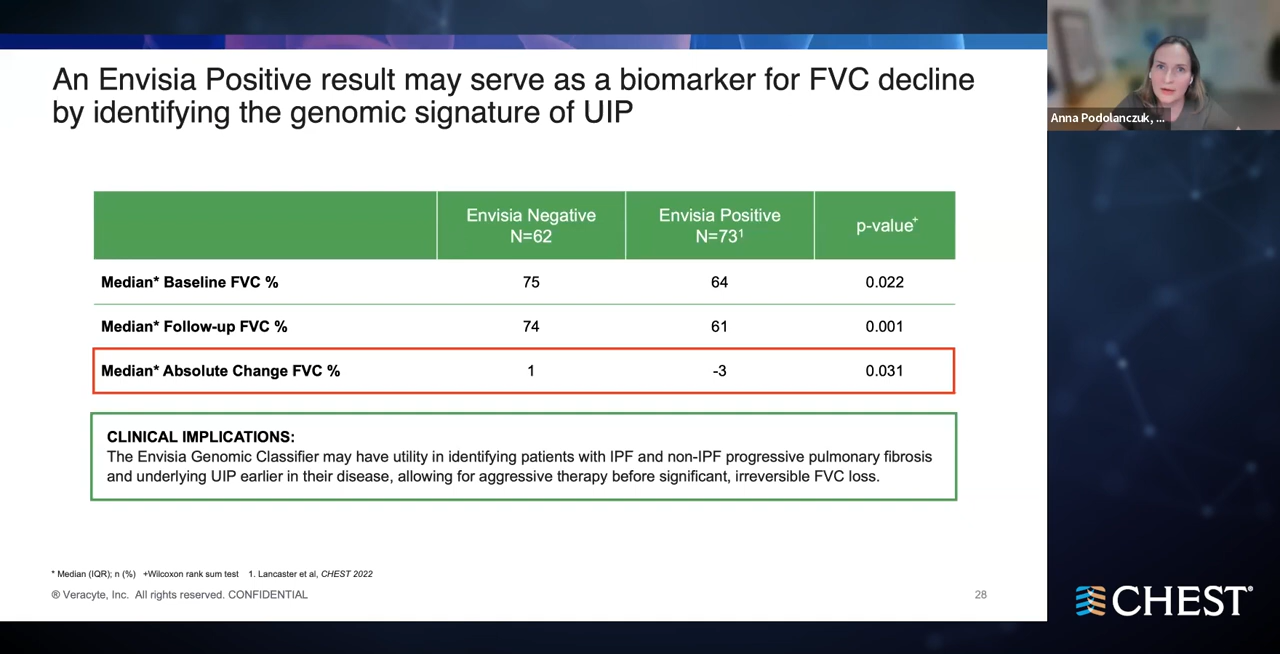 An Envisia Positive result may serve as a biomarker for FVC decline
by identifying the genomic signature of UIP
Anna Podolanczuk, ...
Envisia Negative
N=62
Envisia Positive
N=73¹
p-value⁺
Median* Baseline FVC % 75 64 0.022
Median* Follow-up FVC % 74 61 0.001
Median* Absolute Change FVC % 1 -3 0.031
CLINICAL IMPLICATIONS:
The Envisia Genomic Classifier may have utility in identifying patients with IPF and non-IPF progressive pulmonary fibrosis
and underlying UIP earlier in their disease, allowing for aggressive therapy before significant, irreversible FVC loss.
* Median (IQR); n (%) +Wilcoxon rank sum test 1. Lancaster et al, CHEST 2022
® Veracyte, Inc. All rights reserved. CONFIDENTIAL
28
CHEST®